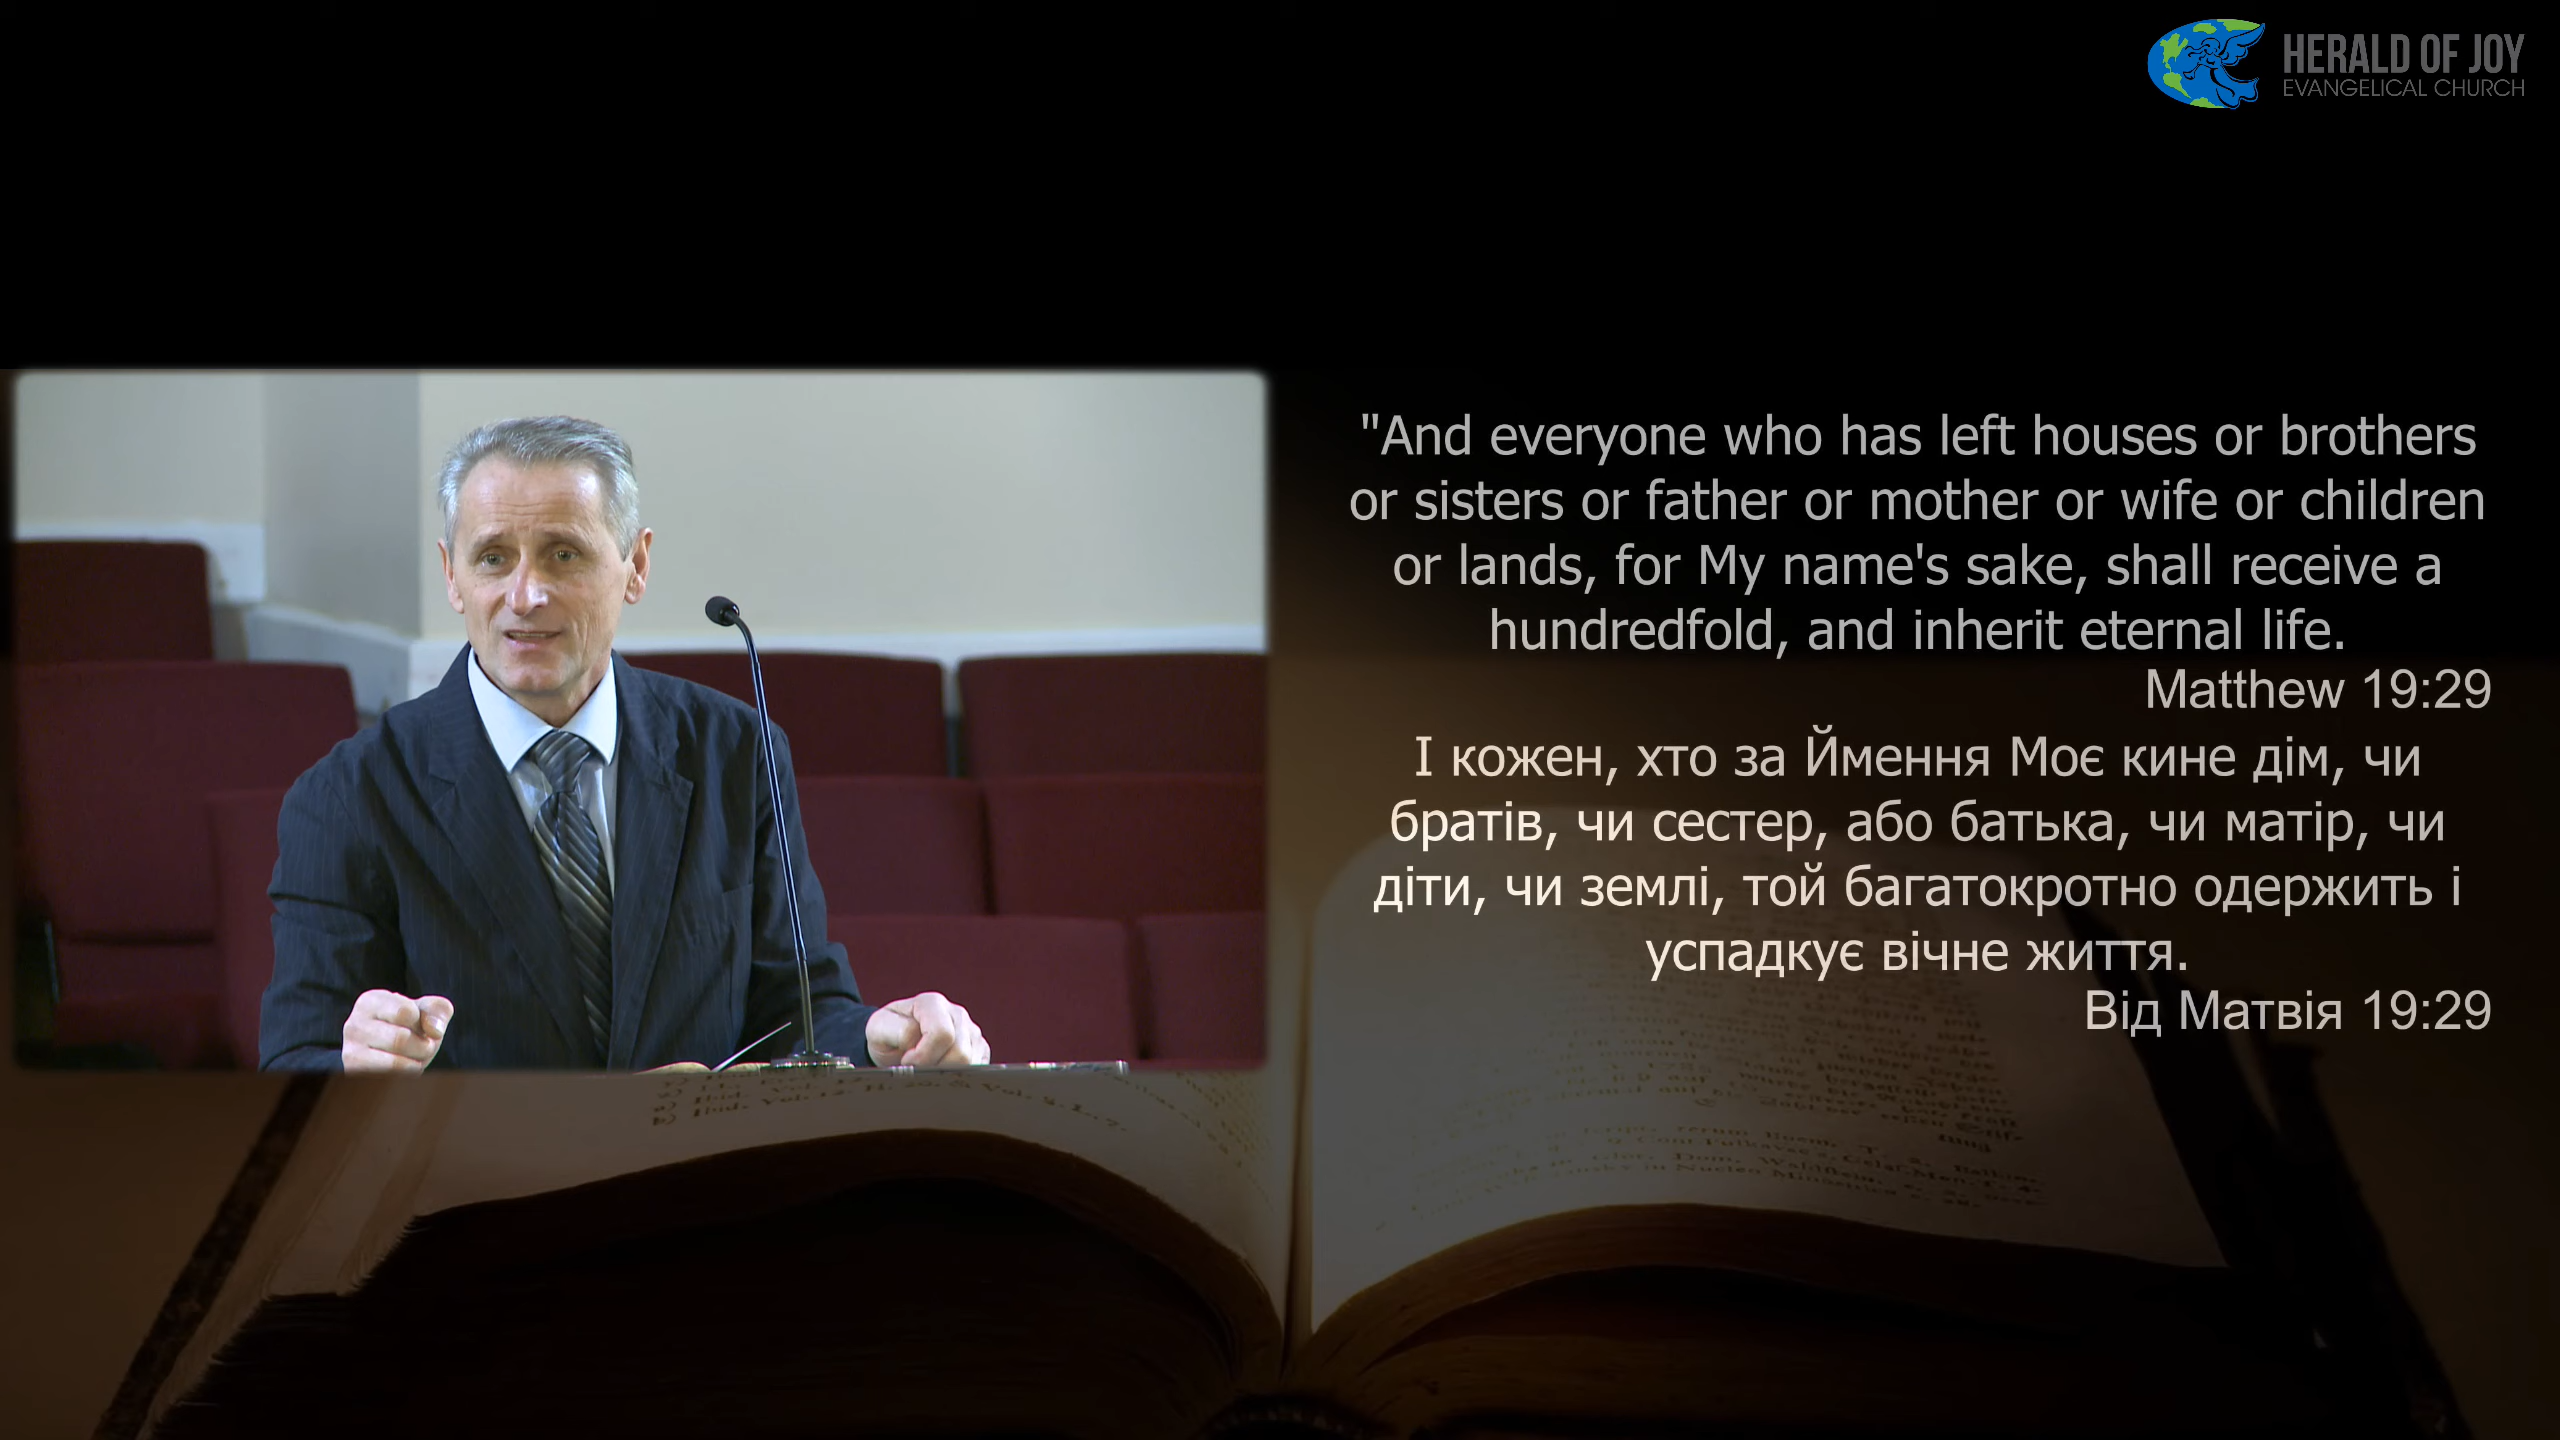 HERALD OF JOY
EVANGELICAL CHURCH
"And everyone who has left houses or brothers
or sisters or father or mother or wife or children
or lands, for My name's sake, shall receive a
hundredfold, and inherit eternal life.
Matthew 19:29
І кожен, хто за Ймення Моє кине дім, чи
братів, чи сестер, або батька, чи матір, чи
діти, чи землі, той багатокротно одержить і
успадкує вічне життя.
Від Матвія 19:29